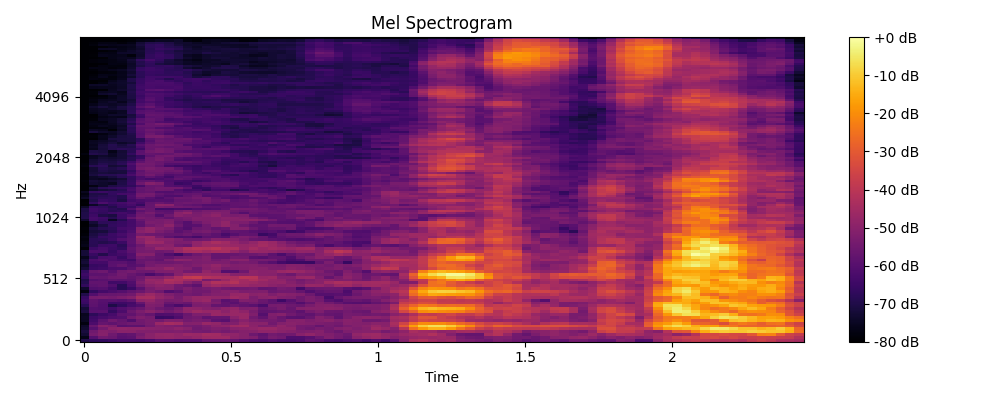 Mel Spectrogram
Hz
4096
2048
1024
512
0
0
0.5
1
1.5
2
Time
+0 dB
-10 dB
-20 dB
-30 dB
-40 dB
-50 dB
-60 dB
-70 dB
-80 dB